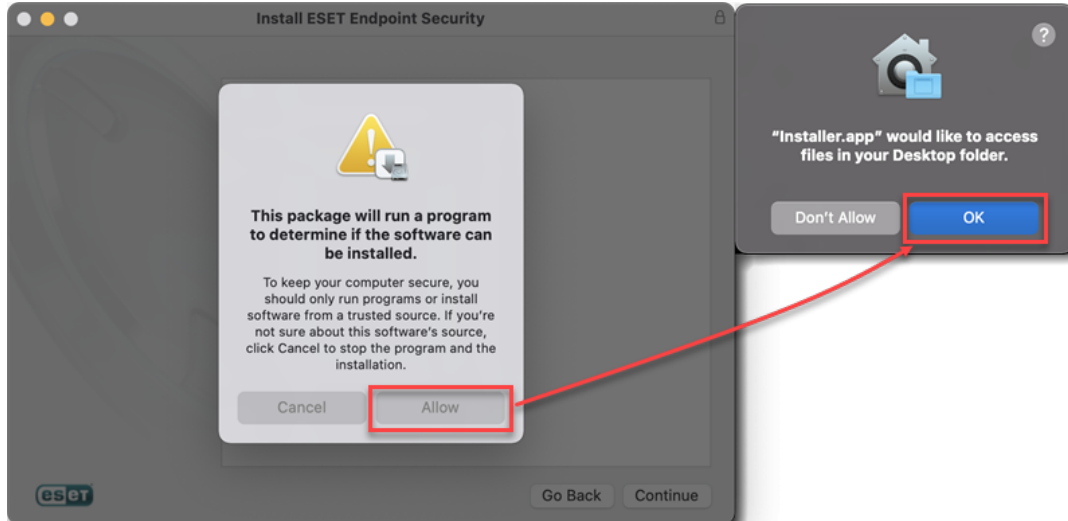 Install ESET Endpoint Security
This package will run a program
to determine if the software can
be installed.
To keep your computer secure, you
should only run programs or install
software from a trusted source. If you're
not sure about this software's source,
click Cancel to stop the program and the
installation.
Cancel
Allow
eset
Go Back
Continue
?
"Installer.app" would like to access
files in your Desktop folder.
Don't Allow
OK